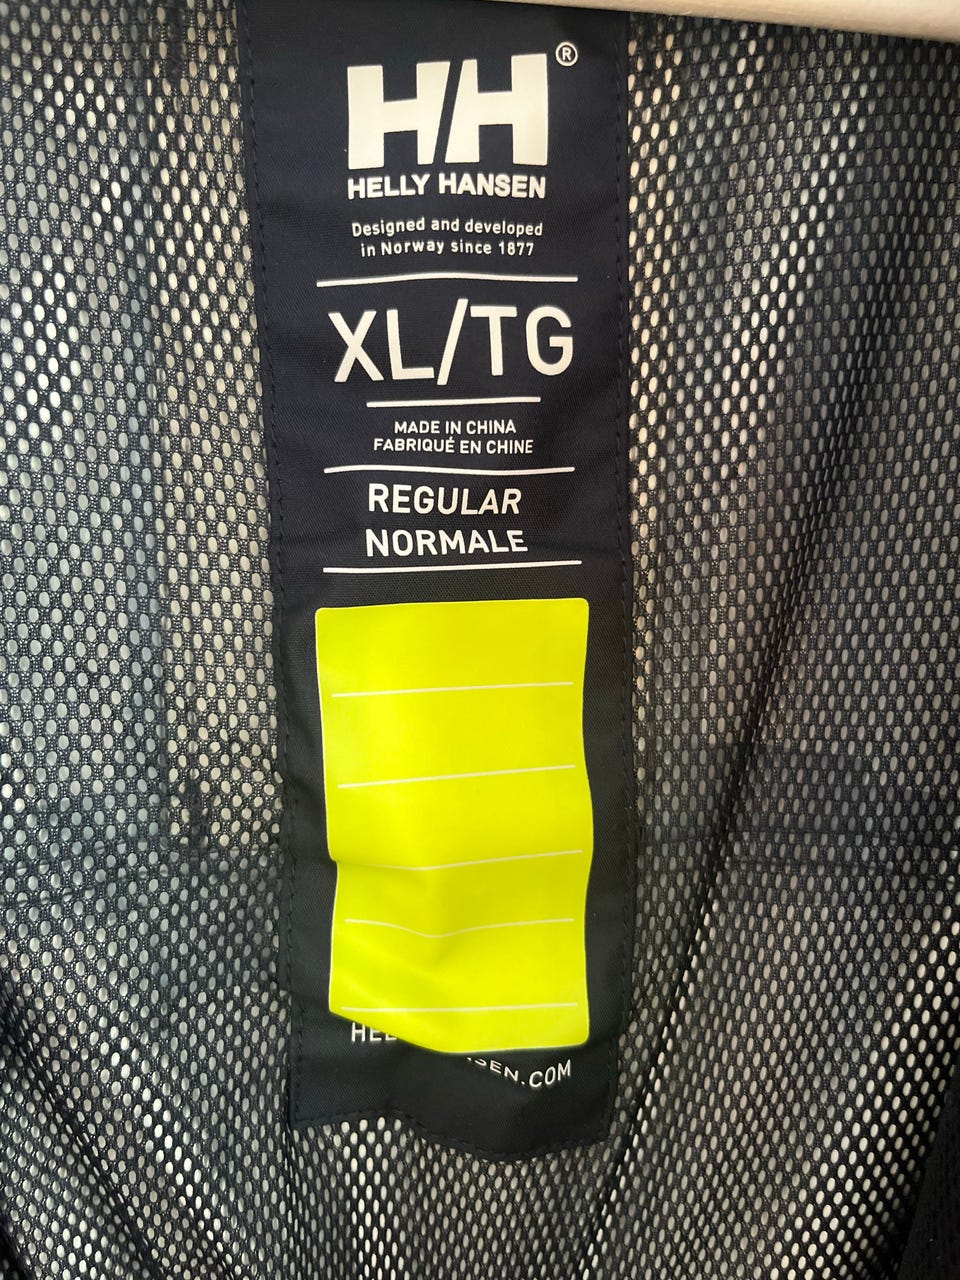 HH®
HELLY HANSEN
Designed and developed
in Norway since 1877
XL/TG
MADE IN CHINA
FABRIQUÉ EN CHINE
REGULAR
NORMALE